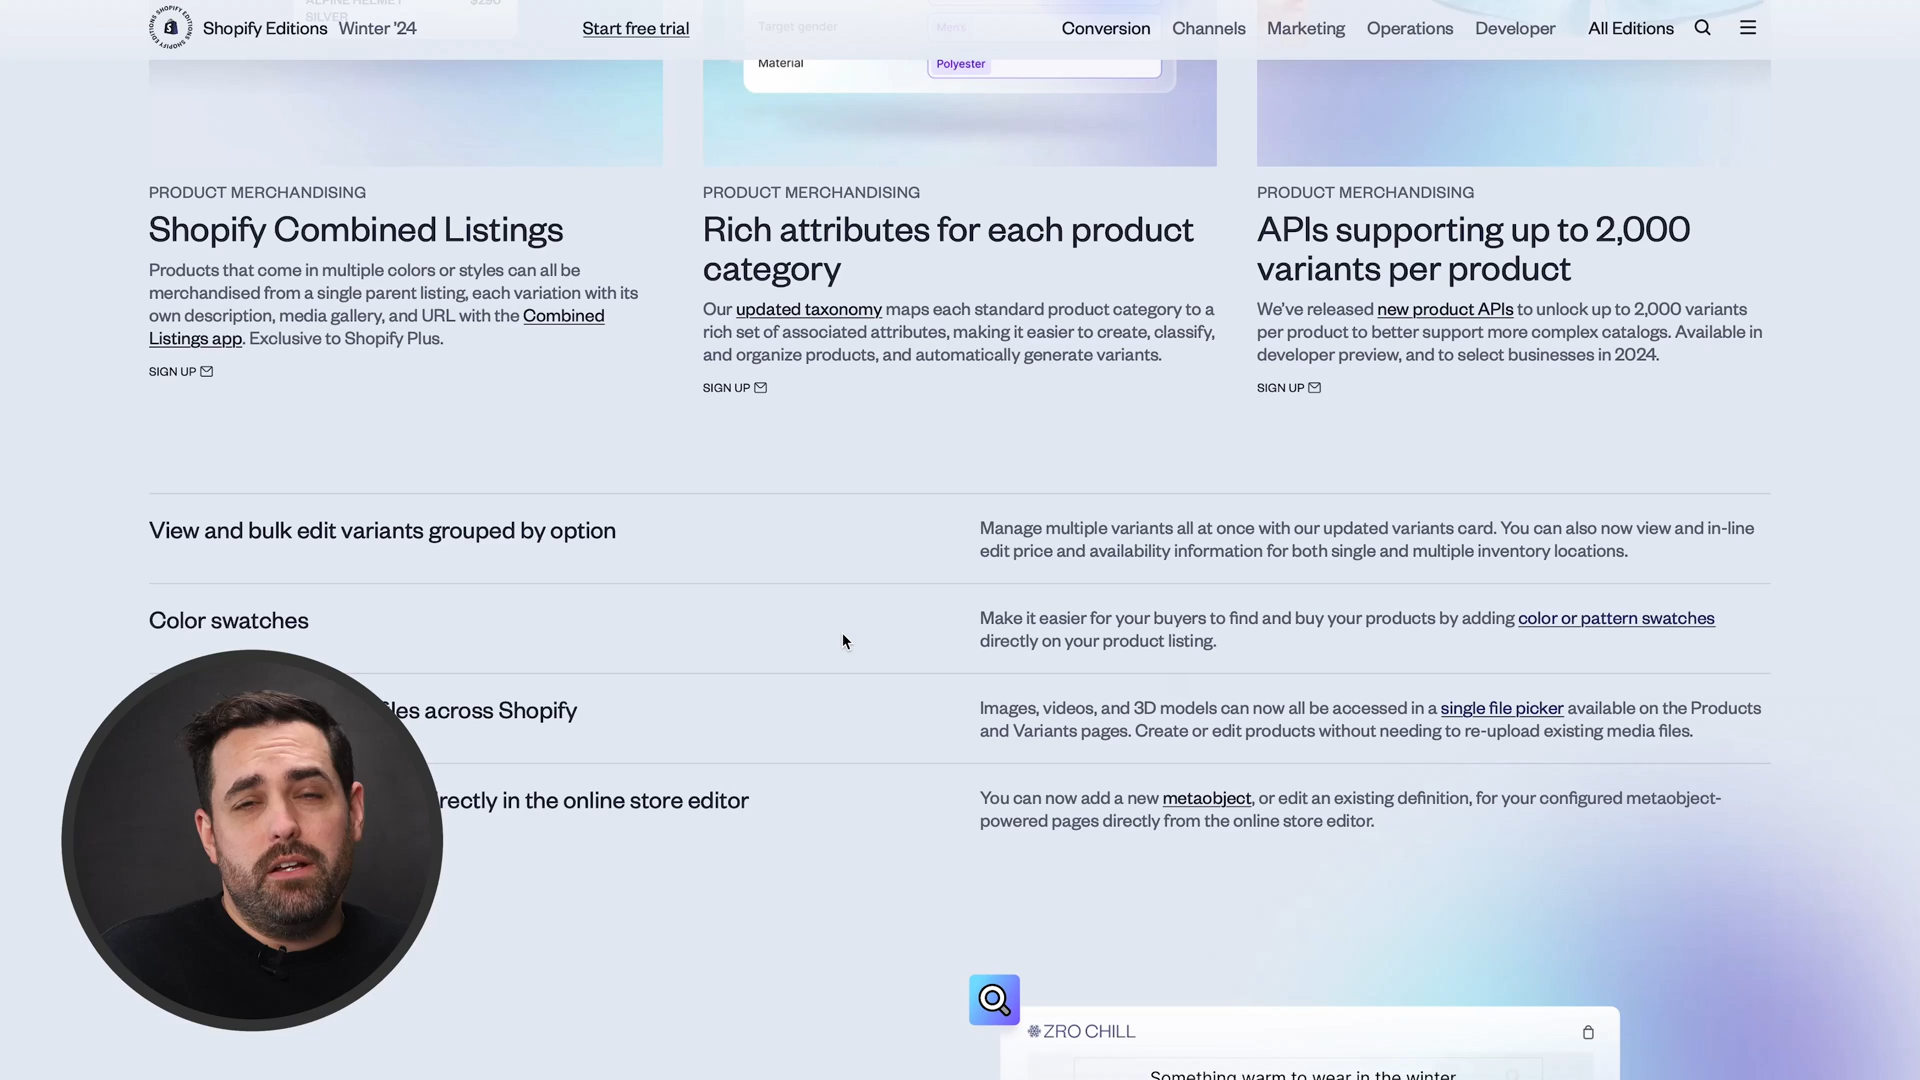 ALPINE HELMET
SILVER
$290
SHOPIFY EDITIONS SHOPIFY EDITIONS
Shopify Editions Winter '24
Start free trial
Conversion Channels Marketing Operations Developer All Editions
Target gender Men's
Material Polyester
PRODUCT MERCHANDISING
Shopify Combined Listings
Products that come in multiple colors or styles can all be
merchandised from a single parent listing, each variation with its
own description, media gallery, and URL with the Combined
Listings app. Exclusive to Shopify Plus.
SIGN UP
PRODUCT MERCHANDISING
Rich attributes for each product
category
Our updated taxonomy maps each standard product category to a
rich set of associated attributes, making it easier to create, classify,
and organize products, and automatically generate variants.
SIGN UP
PRODUCT MERCHANDISING
APIs supporting up to 2,000
variants per product
We've released new product APIs to unlock up to 2,000 variants
per product to better support more complex catalogs. Available in
developer preview, and to select businesses in 2024.
SIGN UP
View and bulk edit variants grouped by option
Manage multiple variants all at once with our updated variants card. You can also now view and in-line
edit price and availability information for both single and multiple inventory locations.
Color swatches
Make it easier for your buyers to find and buy your products by adding color or pattern swatches
directly on your product listing.
across Shopify
Images, videos, and 3D models can now all be accessed in a single file picker available on the Products
and Variants pages. Create or edit products without needing to re-upload existing media files.
in the online store editor
You can now add a new metaobject, or edit an existing definition, for your configured metaobject-
powered pages directly from the online store editor.
ZRO CHILL
Something warm to wear in the winter